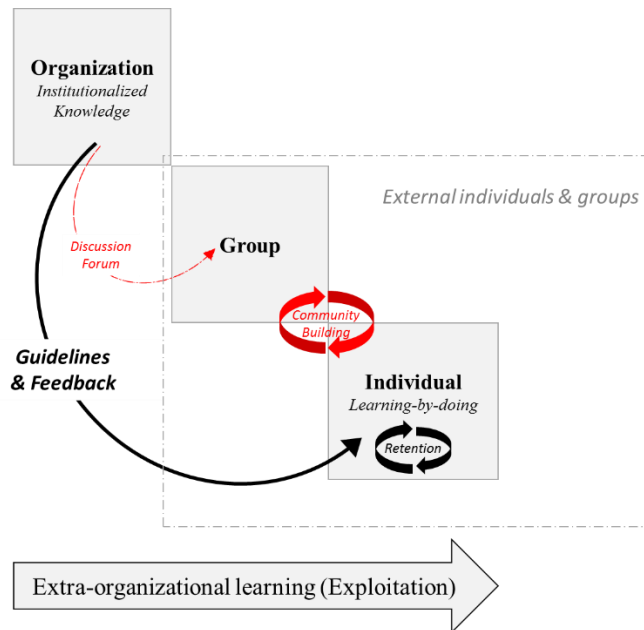 Organization
Institutionalized
Knowledge
External individuals & groups
Discussion
Forum
Group
Community
Building
Guidelines
& Feedback
Individual
Learning-by-doing
Retention
Extra-organizational learning (Exploitation)